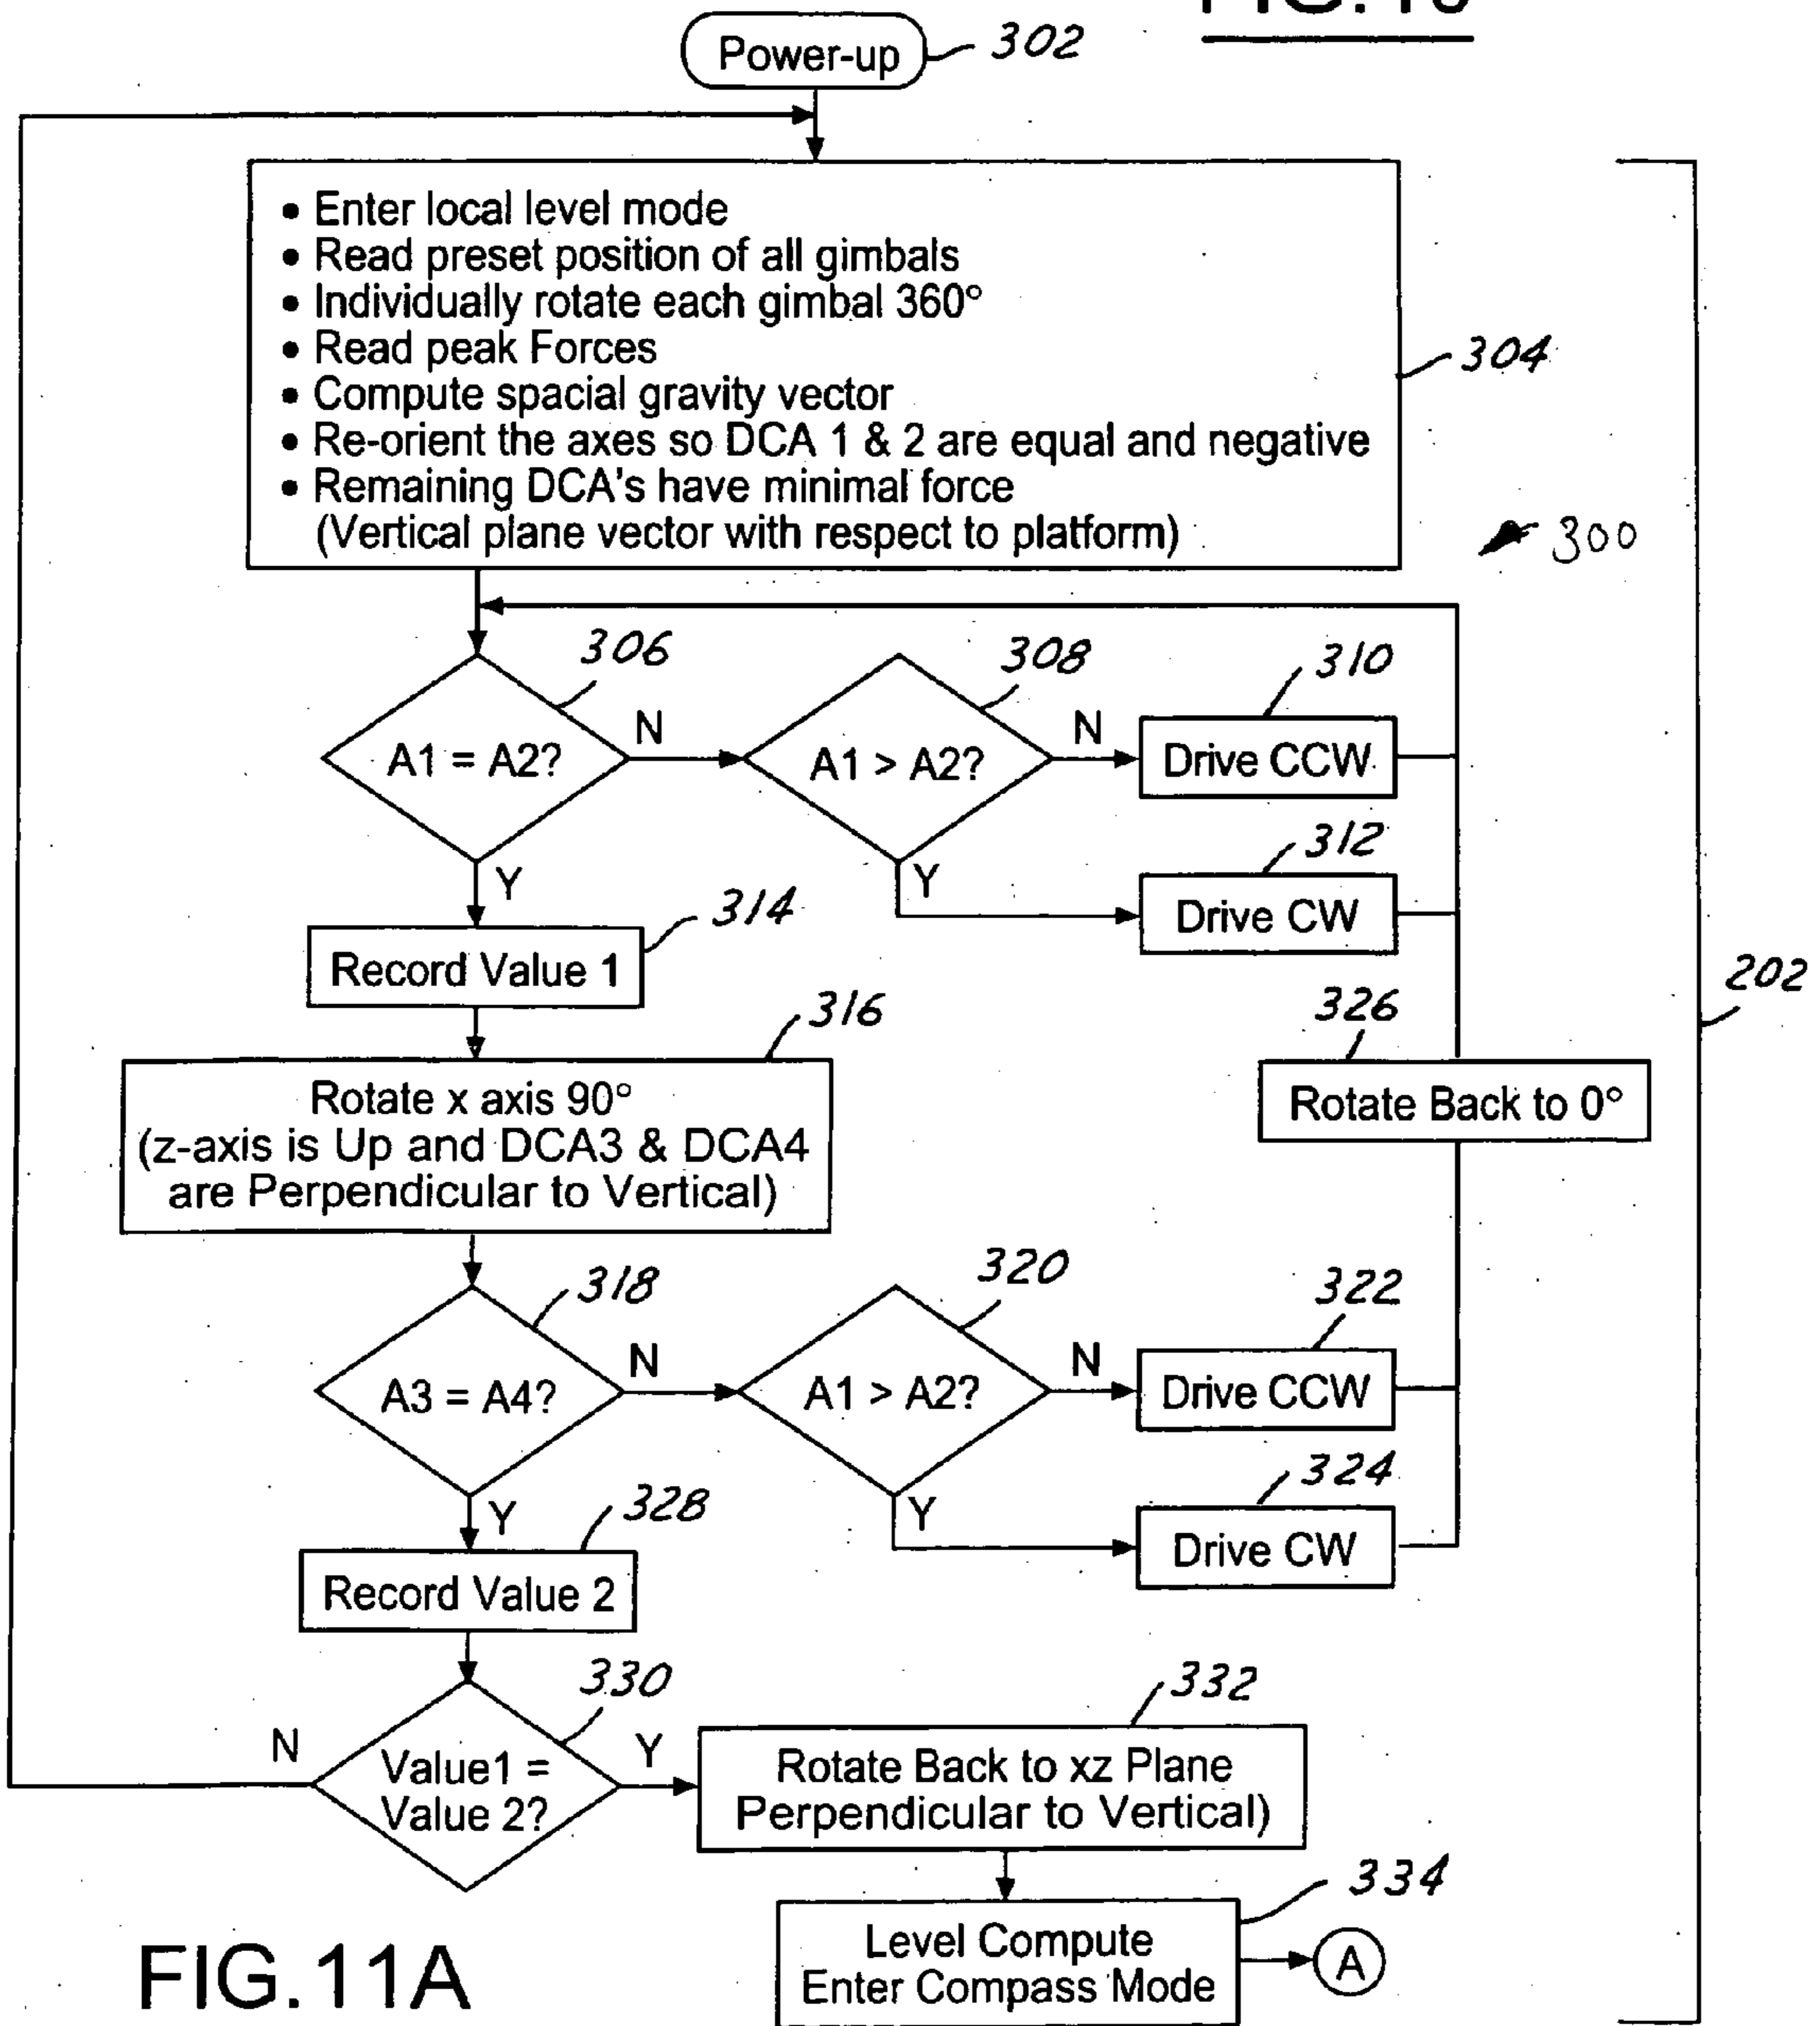 Power-up
302
• Enter local level mode
• Read preset position of all gimbals
• Individually rotate each gimbal 360°
• Read peak Forces
• Compute spacial gravity vector
• Re-orient the axes so DCA 1 & 2 are equal and negative
• Remaining DCA's have minimal force
(Vertical plane vector with respect to platform)
304
300
306
308
310
A1 = A2?
N
A1 > A2?
N
Drive CCW
312
Y
Y
Drive CW
314
Record Value 1
202
316
326
Rotate x axis 90°
(z-axis is Up and DCA3 & DCA4
are Perpendicular to Vertical)
Rotate Back to 0°
318
320
322
A3 = A4?
N
A1 > A2?
N
Drive CCW
324
Y
Y
Drive CW
328
Record Value 2
330
332
N
Value1 =
Value 2?
Y
Rotate Back to xz Plane
Perpendicular to Vertical)
334
Level Compute
Enter Compass Mode
A
FIG.11A